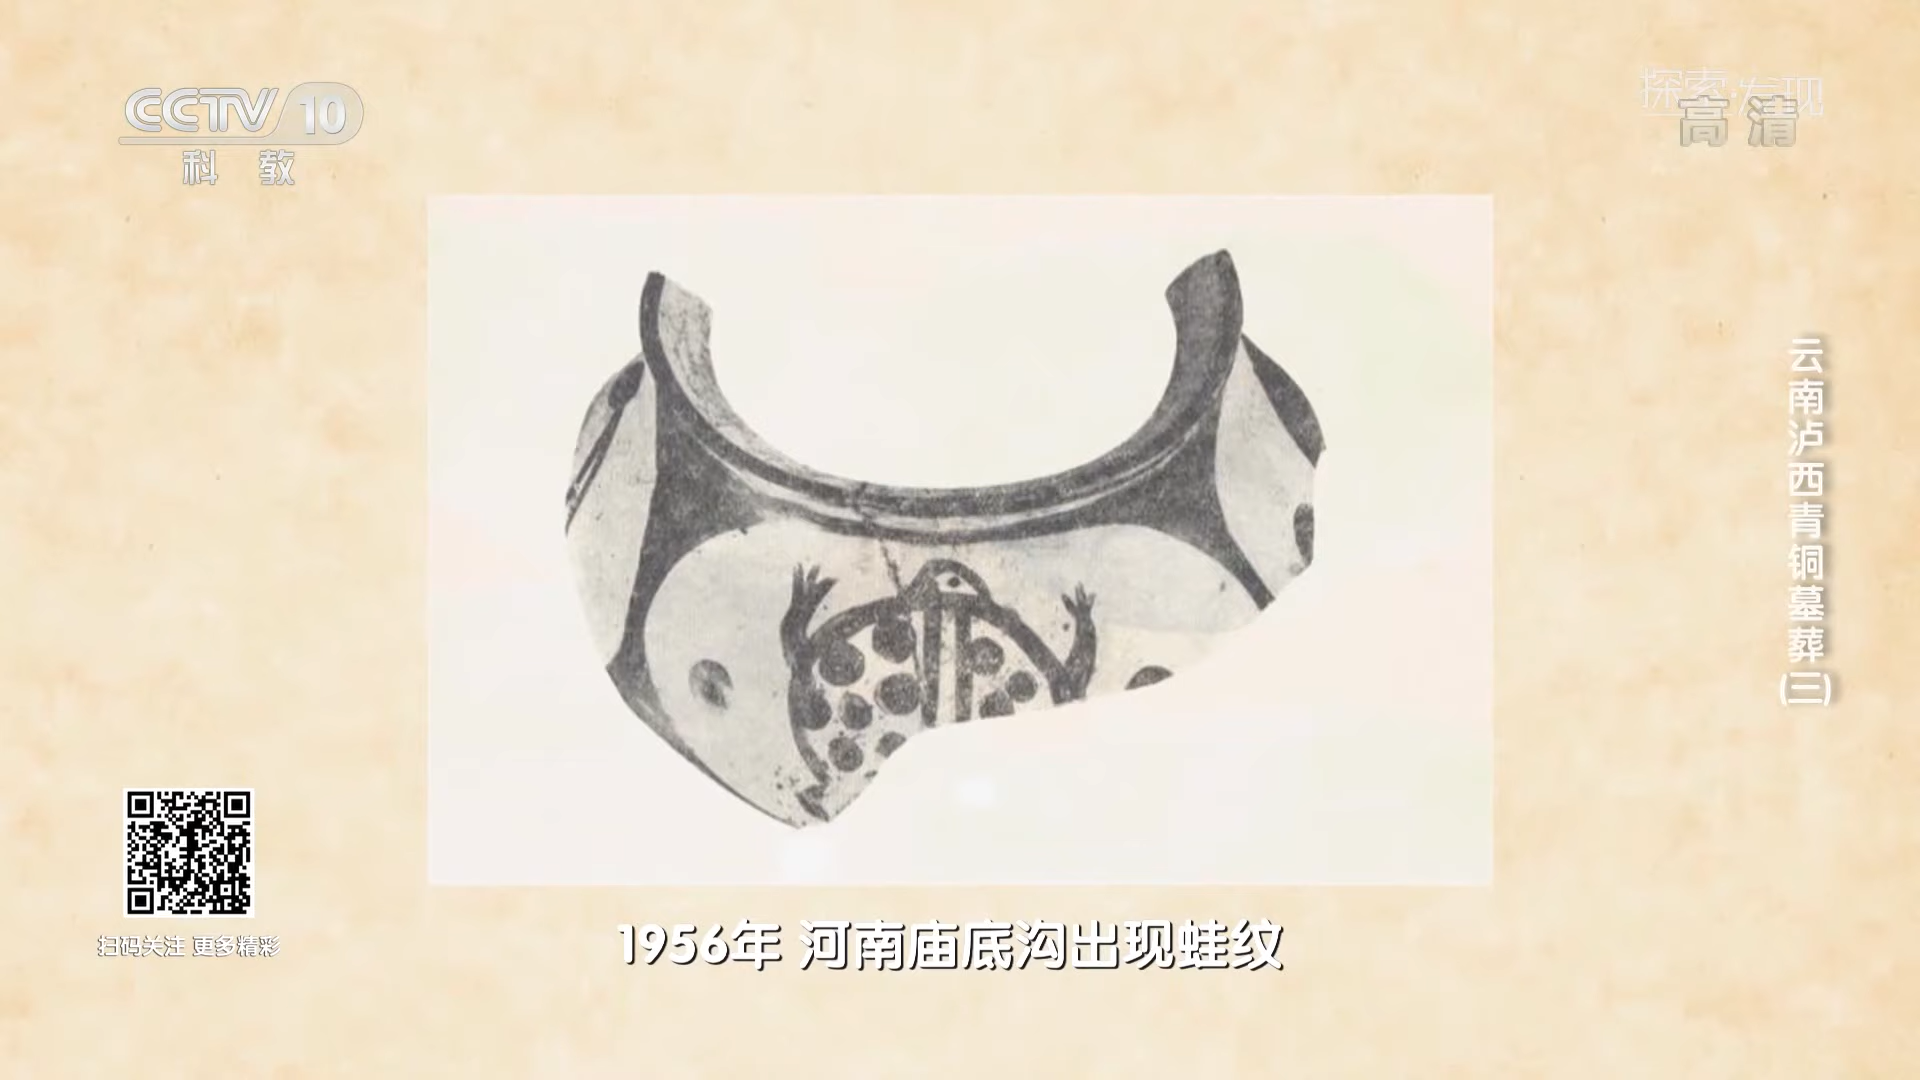 CCTV 10
科 教
探索·发现
高 清
云南泸西青铜墓葬(三)
扫码关注 更多精彩
1956年 河南庙底沟出现蛙纹